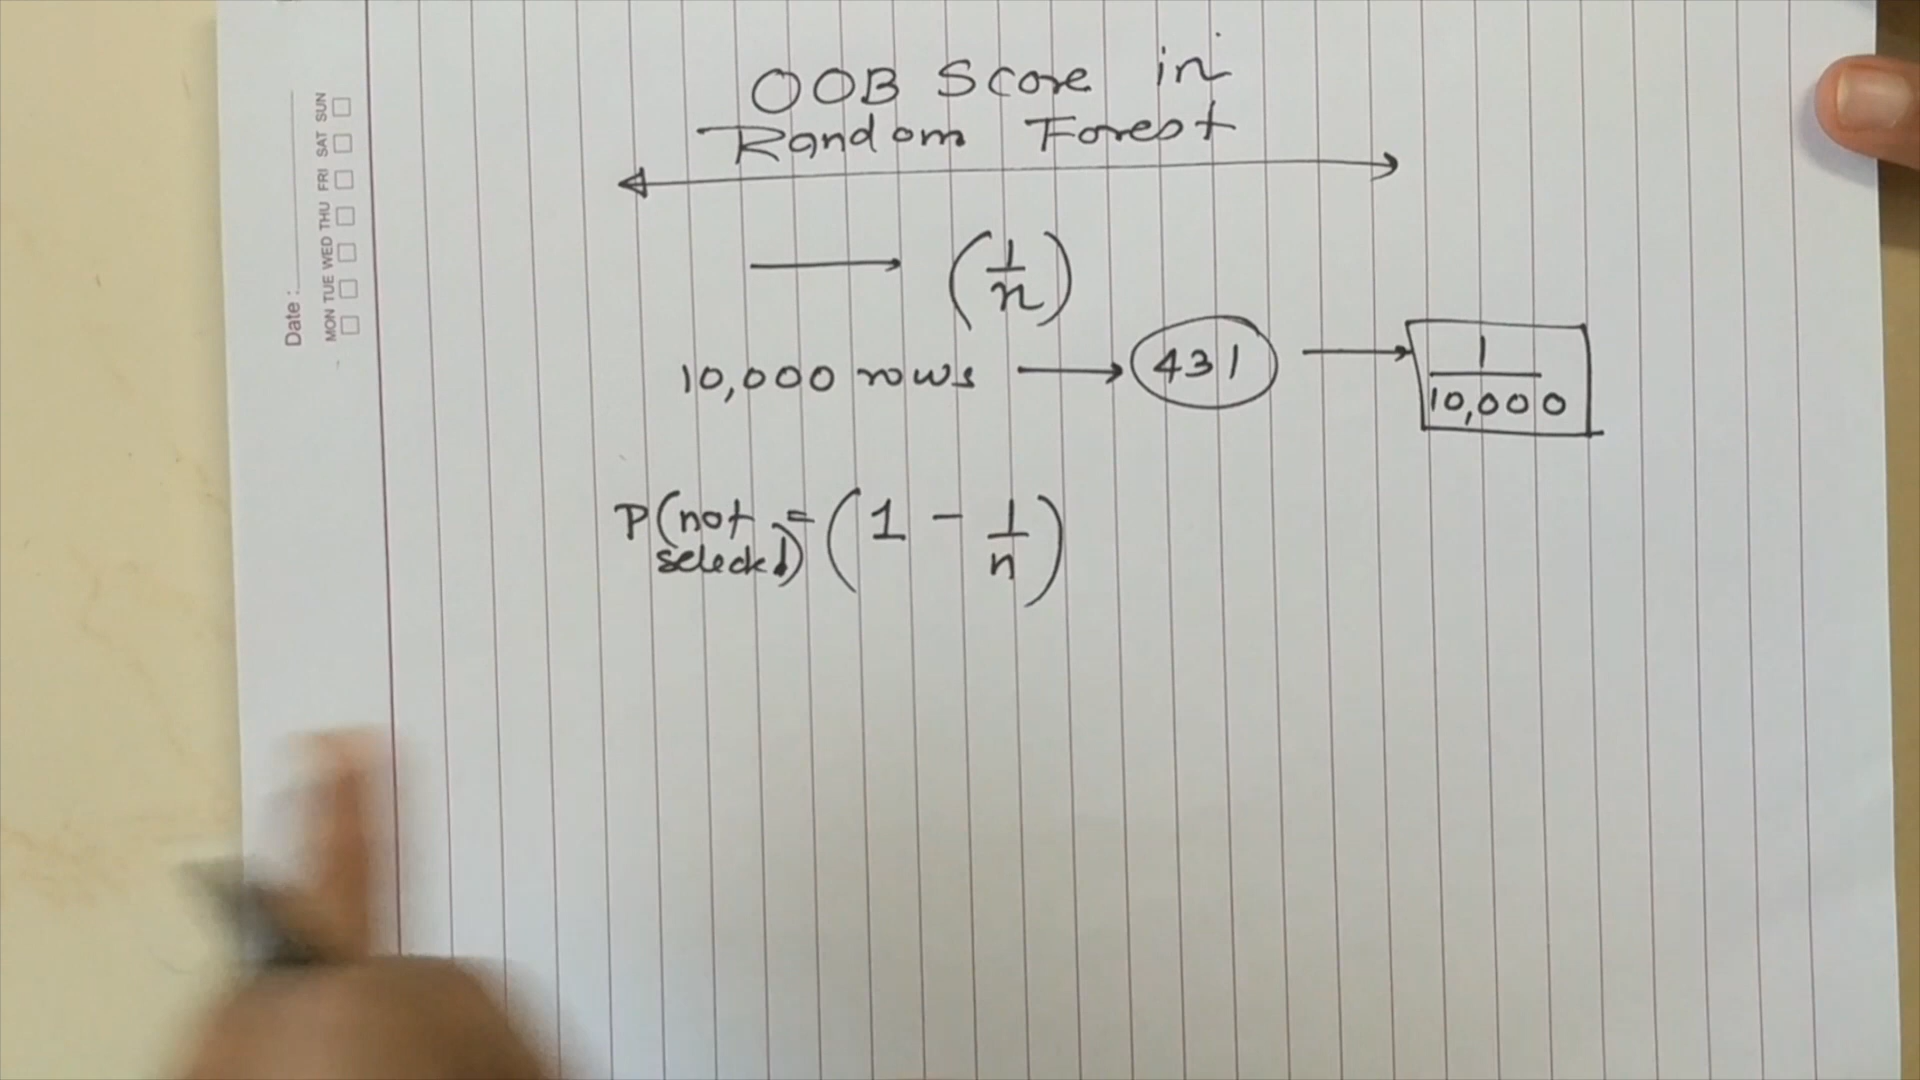 OOB Score in
Random Forest
(1/n)
10,000 rows → 431 → 1/10,000
P(not selected) = (1 - 1/n)
Date :
MON TUE WED THU FRI SAT SUN